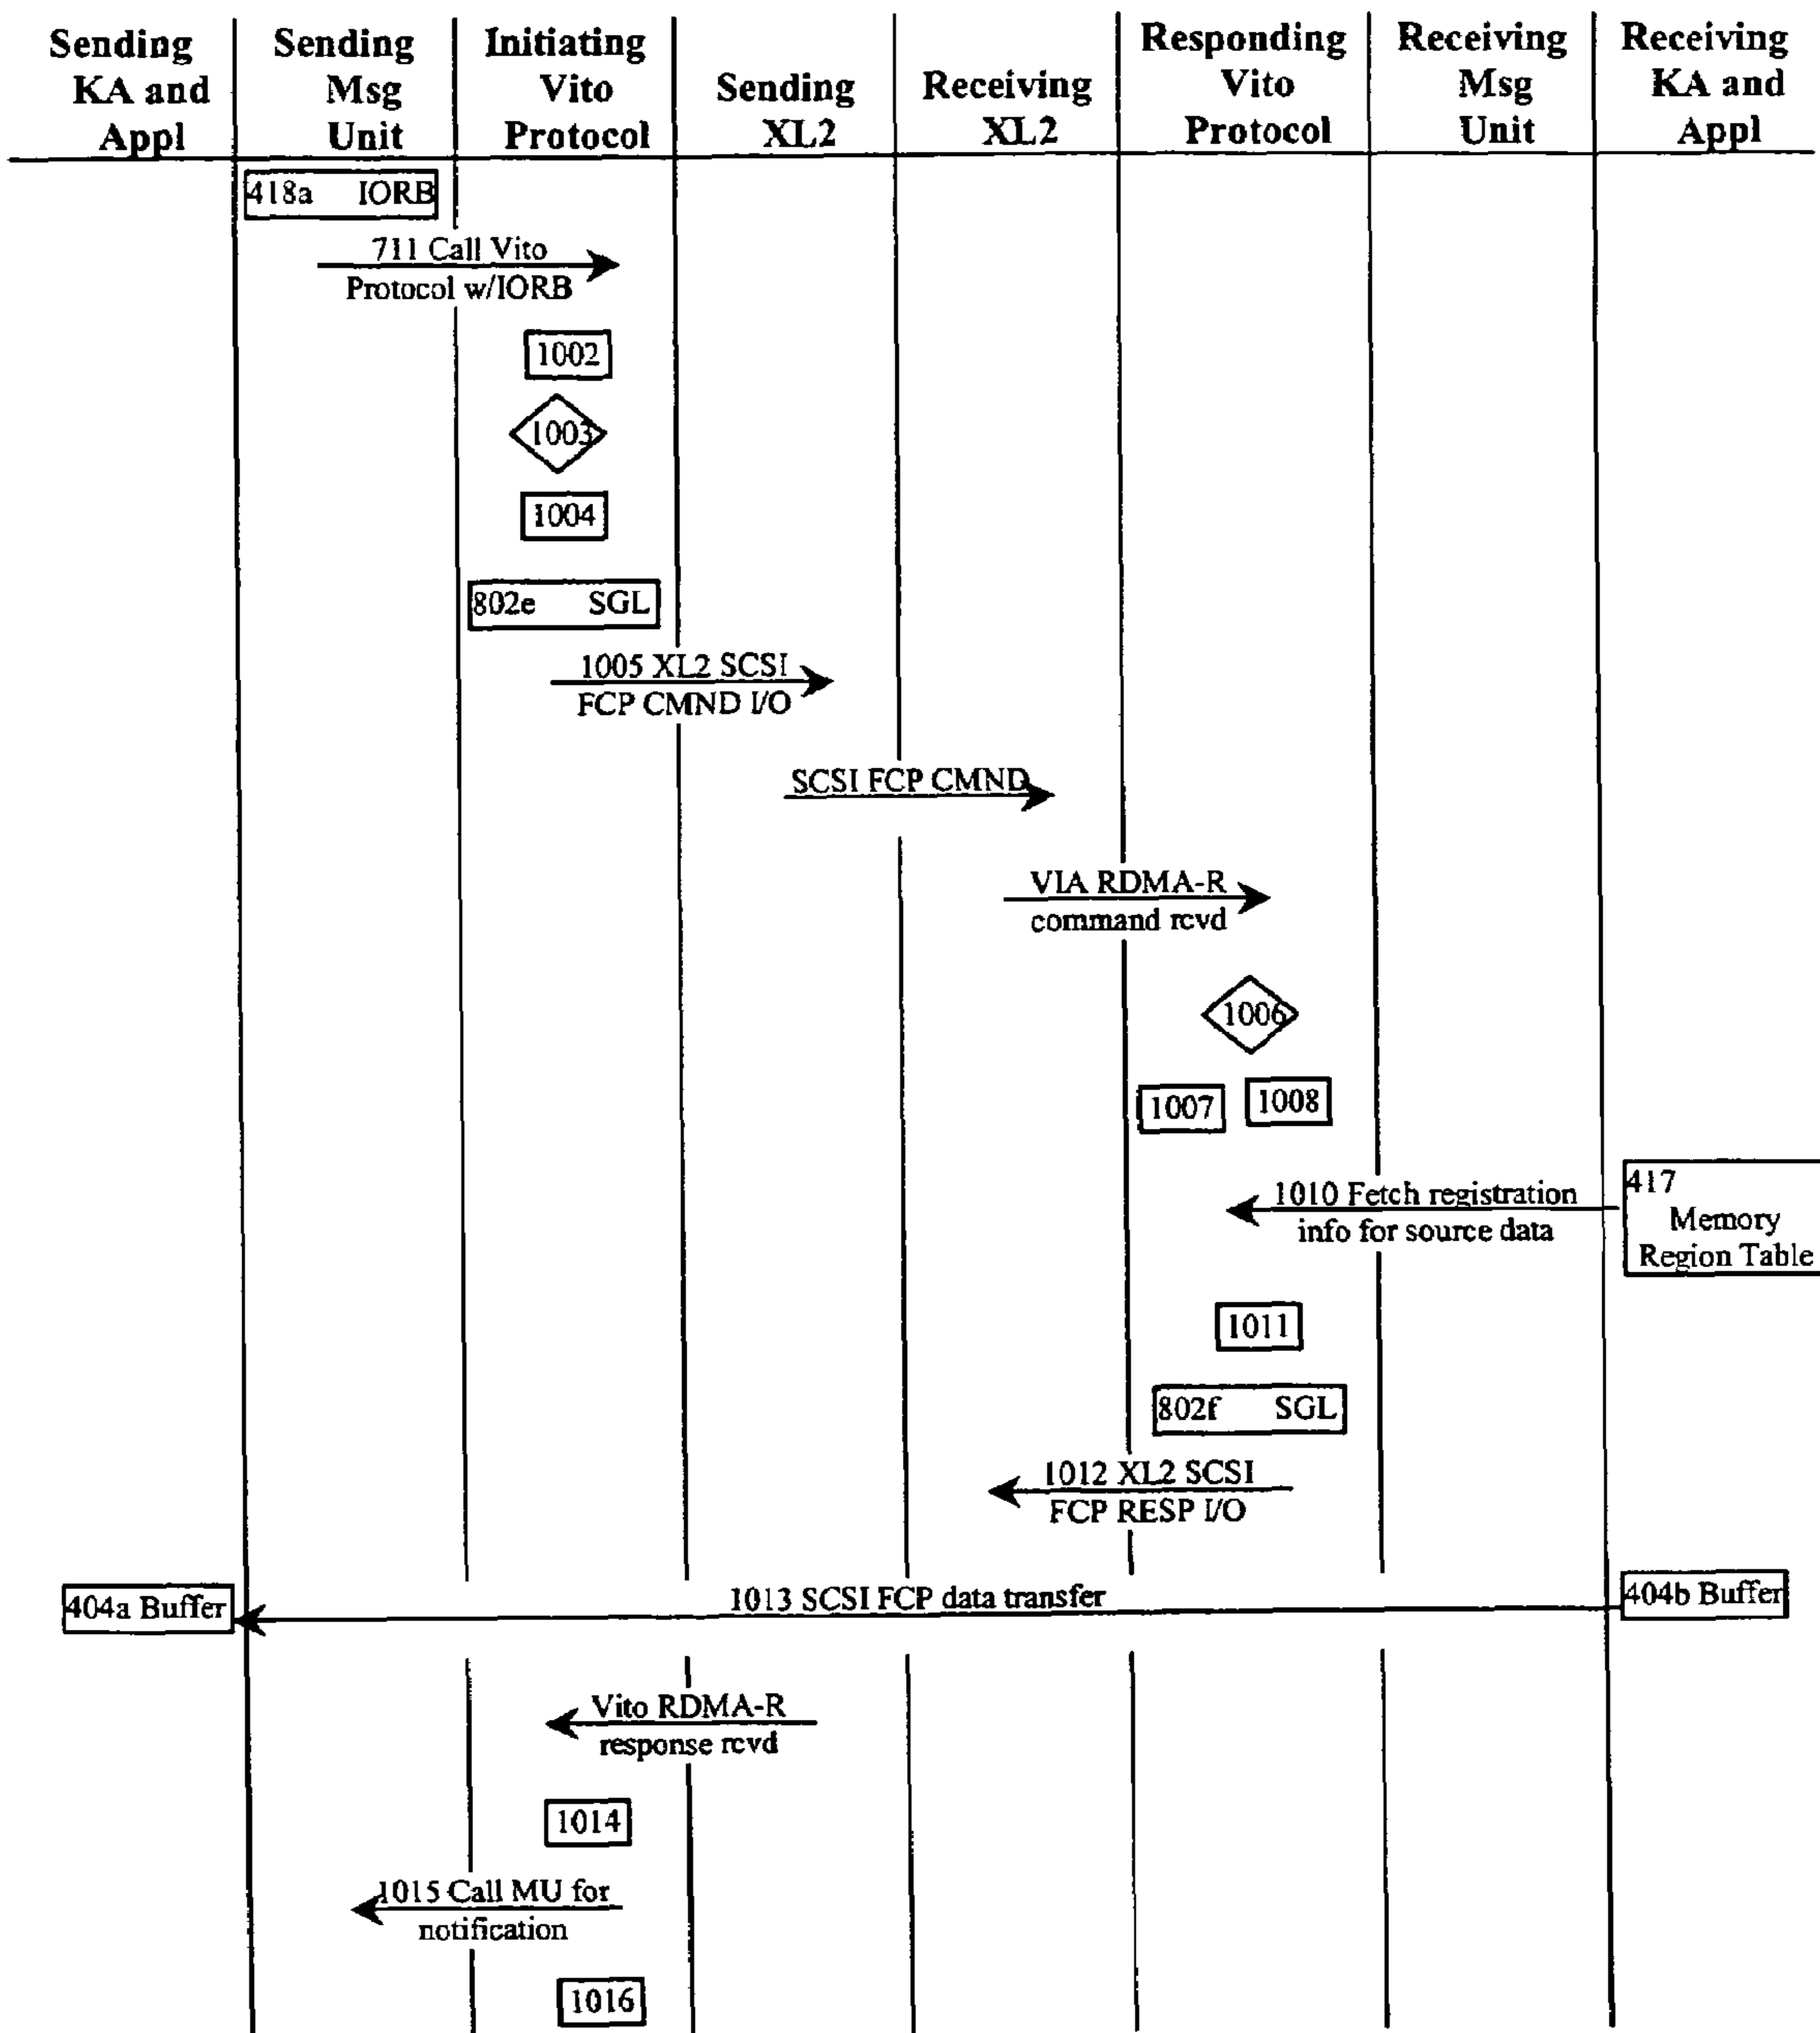 Sending KA and Appl
Sending Msg Unit
Initiating Vito Protocol
Sending XL2
Receiving XL2
Responding Vito Protocol
Receiving Msg Unit
Receiving KA and Appl
418a IORB
711 Call Vito
Protocol w/IORB
1002
1003
1004
802e SGL
1005 XL2 SCSI
FCP CMND I/O
SCSI FCP CMND
VIA RDMA-R
command rcvd
1006
1007
1008
1010 Fetch registration
info for source data
417
Memory
Region Table
1011
802f SGL
1012 XL2 SCSI
FCP RESP I/O
404a Buffer
1013 SCSI FCP data transfer
404b Buffer
Vito RDMA-R
response rcvd
1014
1015 Call MU for
notification
1016